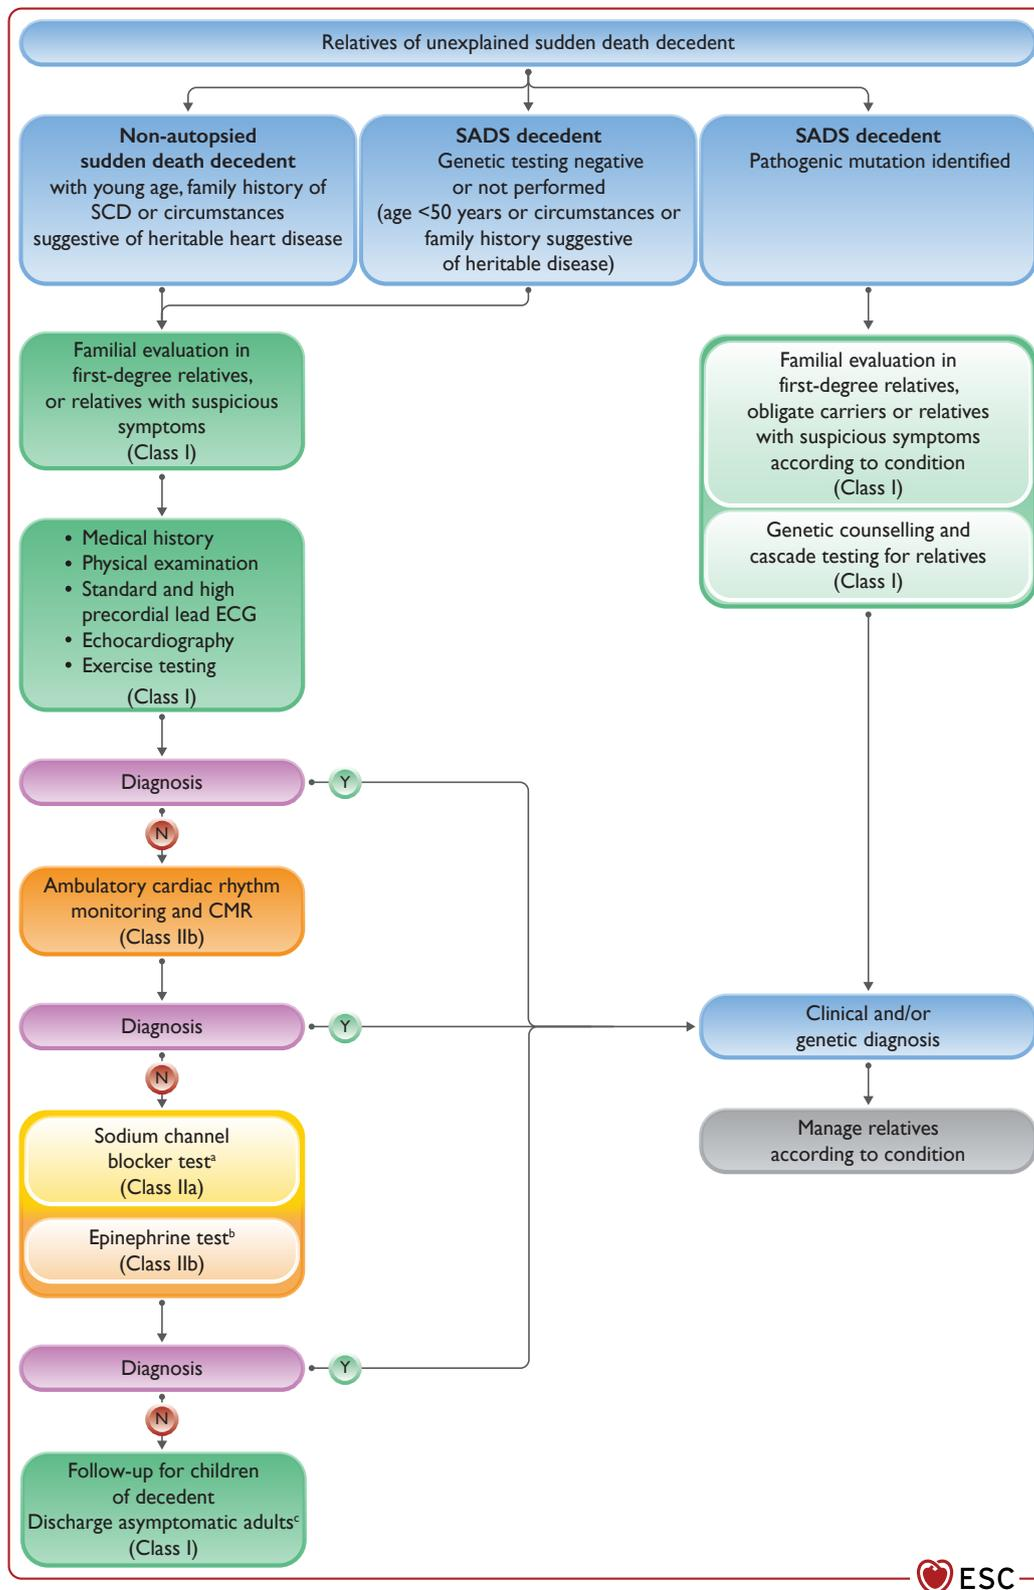 Relatives of unexplained sudden death decedent
Non-autopsied
sudden death decedent
with young age, family history of
SCD or circumstances
suggestive of heritable heart disease
SADS decedent
Genetic testing negative
or not performed
(age <50 years or circumstances or
family history suggestive
of heritable disease)
SADS decedent
Pathogenic mutation identified
Familial evaluation in
first-degree relatives,
or relatives with suspicious
symptoms
(Class I)
Familial evaluation in
first-degree relatives,
obligate carriers or relatives
with suspicious symptoms
according to condition
(Class I)
Genetic counselling and
cascade testing for relatives
(Class I)
• Medical history
• Physical examination
• Standard and high
precordial lead ECG
• Echocardiography
• Exercise testing
(Class I)
Diagnosis
Y
N
Ambulatory cardiac rhythm
monitoring and CMR
(Class IIb)
Diagnosis
Y
N
Clinical and/or
genetic diagnosis
Manage relatives
according to condition
Sodium channel
blocker testᵃ
(Class IIa)
Epinephrine testᵇ
(Class IIb)
Diagnosis
Y
N
Follow-up for children
of decedent
Discharge asymptomatic adultsᶜ
(Class I)
ESC